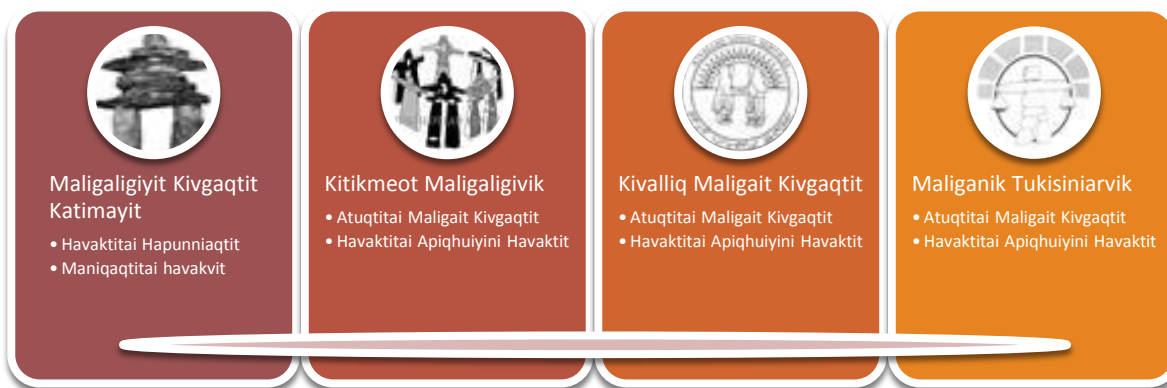 Maligaligiyit Kivgaqtit
Katimayit
• Havaktitai Hapunniaqtit
• Maniqaqtitai havakvit
Kitikmeot Maligaligivik
• Atuqtitai Maligait Kivgaqtit
• Havaktitai Apiqhuiyini Havaktit
Kivalliq Maligait Kivgaqtit
• Atuqtitai Maligait Kivgaqtit
• Havaktitai Apiqhuiyini Havaktit
Maliganik Tukisiniarvik
• Atuqtitai Maligait Kivgaqtit
• Havaktitai Apiqhuiyini Havaktit